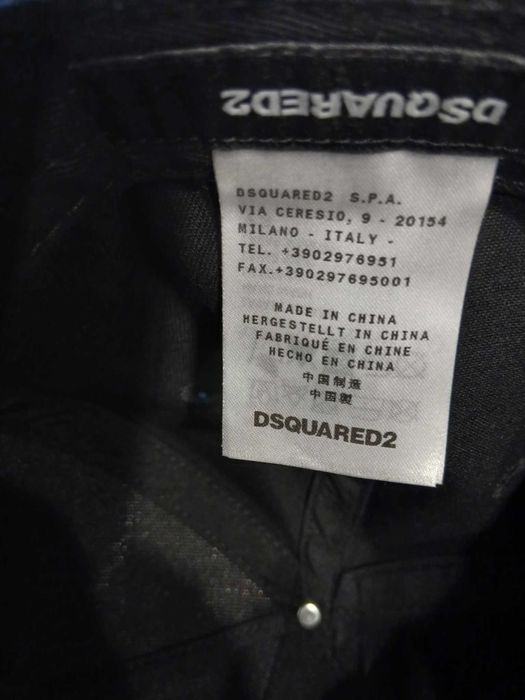 DSQUARED2
DSQUARED2 S.P.A.
VIA CERESIO, 9 - 20154
MILANO - ITALY -
TEL. +3902976951
FAX.+390297695001
MADE IN CHINA
HERGESTELLT IN CHINA
FABRIQUÉ EN CHINE
HECHO EN CHINA
中国制造
中国製
DSQUARED2